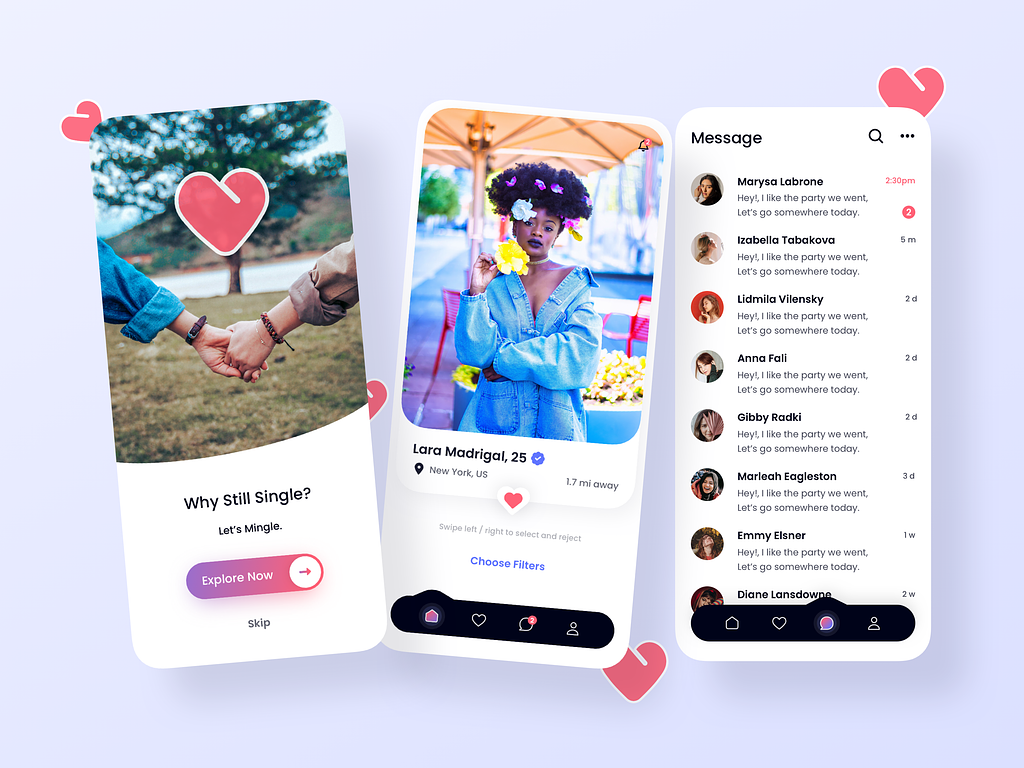 Why Still Single?
Let's Mingle.
Explore Now
Skip
Lara Madrigal, 25
New York, US
1.7 mi away
Swipe left / right to select and reject
Choose Filters
2
Message
Marysa Labrone
2:30pm
Hey!, I like the party we went,
Let's go somewhere today.
2
Izabella Tabakova
5 m
Hey!, I like the party we went,
Let's go somewhere today.
Lidmila Vilensky
2 d
Hey!, I like the party we went,
Let's go somewhere today.
Anna Fali
2 d
Hey!, I like the party we went,
Let's go somewhere today.
Gibby Radki
2 d
Hey!, I like the party we went,
Let's go somewhere today.
Marleah Eagleston
3 d
Hey!, I like the party we went,
Let's go somewhere today.
Emmy Elsner
1 w
Hey!, I like the party we went,
Let's go somewhere today.
Diane Lansdowne
2 w